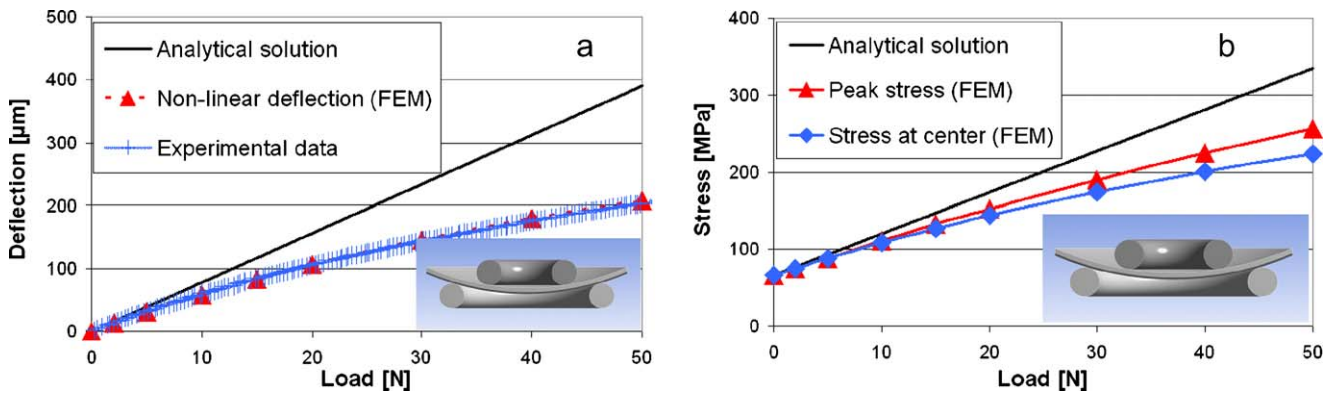 500
400
300
200
100
0
Deflection [µm]
Analytical solution
Non-linear deflection (FEM)
Experimental data
a
0 10 20 30 40 50
Load [N]
400
300
200
100
0
Stress [MPa]
Analytical solution
Peak stress (FEM)
Stress at center (FEM)
b
0 10 20 30 40 50
Load [N]